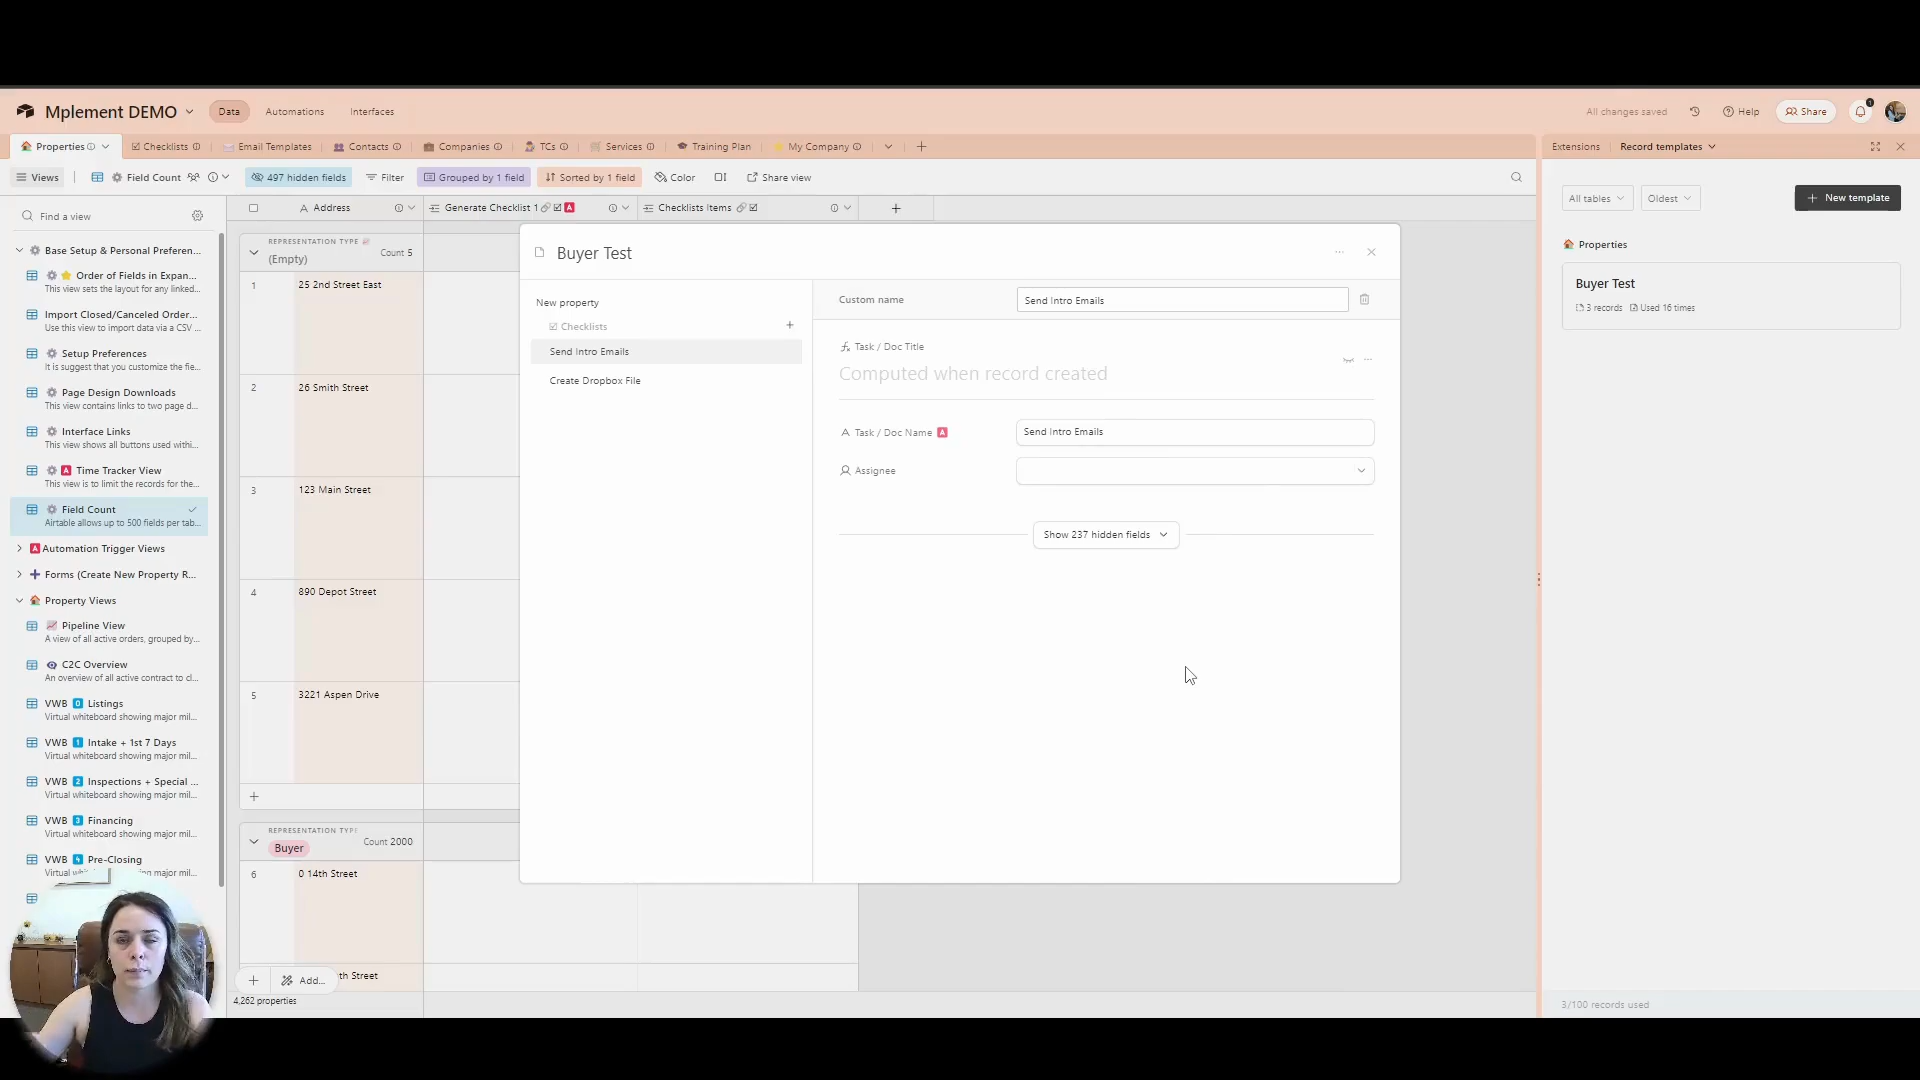 Mplement DEMO
Data
Automations
Interfaces
All changes saved
Help
Share
1
Properties
Checklists
Email Templates
Contacts
Companies
TCs
Services
Training Plan
My Company
Extensions
Record templates
Views
Field Count
497 hidden fields
Filter
Grouped by 1 field
Sorted by 1 field
Color
Share view
Find a view
Base Setup & Personal Preferen...
Order of Fields in Expan...
This view sets the layout for any linked...
Import Closed/Canceled Order...
Use this view to import data via a CSV ...
Setup Preferences
It is suggest that you customize the fie...
Page Design Downloads
This view contains links to two page d...
Interface Links
This view shows all buttons used withi...
A Time Tracker View
This view is to limit the records for the...
Field Count
Airtable allows up to 500 fields per tab...
A Automation Trigger Views
Forms (Create New Property R...
Property Views
Pipeline View
A view of all active orders, grouped by...
C2C Overview
An overview of all active contract to cl...
VWB 0 Listings
Virtual whiteboard showing major mil...
VWB 1 Intake + 1st 7 Days
Virtual whiteboard showing major mil...
VWB 2 Inspections + Special ...
Virtual whiteboard showing major mil...
VWB 3 Financing
Virtual whiteboard showing major mil...
VWB 4 Pre-Closing
Address
Generate Checklist 1 A
Checklists Items
REPRESENTATION TYPE
(Empty)
Count 5
1
25 2nd Street East
2
26 Smith Street
3
123 Main Street
4
890 Depot Street
5
3221 Aspen Drive
REPRESENTATION TYPE
Buyer
Count 2000
6
0 14th Street
th Street
Add...
4,262 properties
Buyer Test
New property
Checklists
Send Intro Emails
Create Dropbox File
Custom name
Send Intro Emails
Task / Doc Title
Computed when record created
Task / Doc Name A
Send Intro Emails
Assignee
Show 237 hidden fields
All tables
Oldest
New template
Properties
Buyer Test
3 records
Used 16 times
3/100 records used